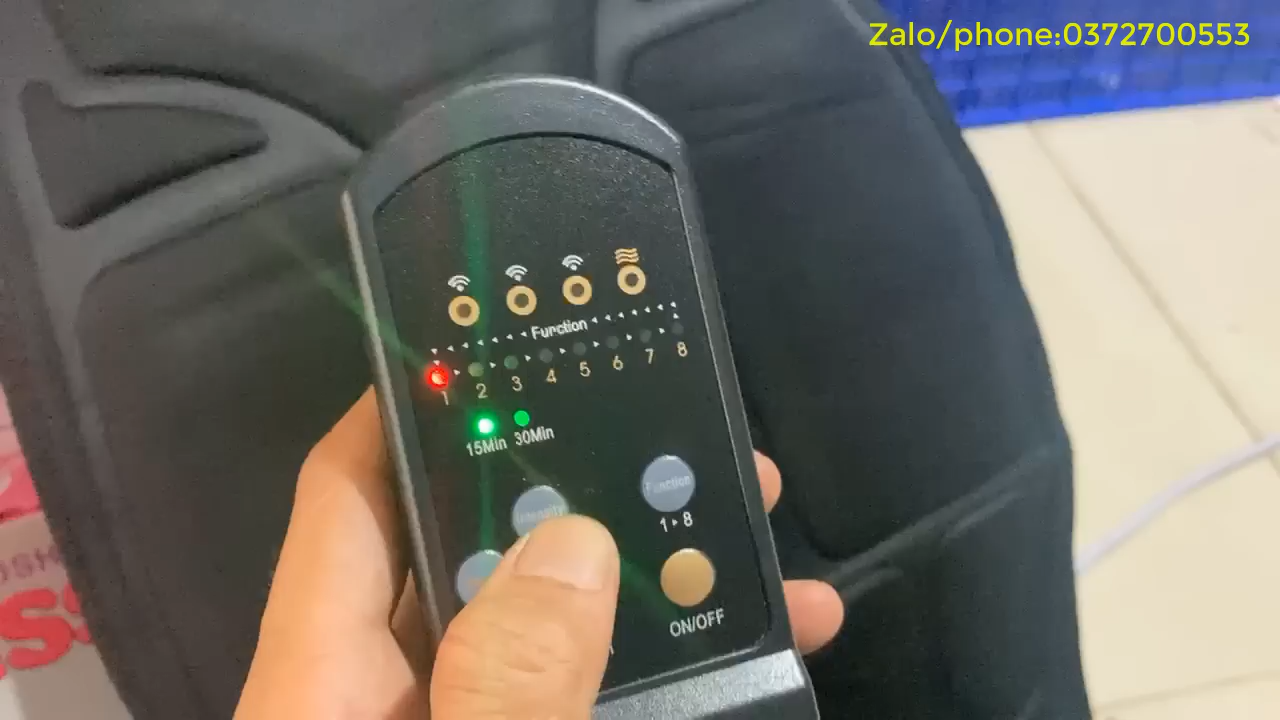 Zalo/phone:0372700553
Function
1 2 3 4 5 6 7 8
15Min 30Min
Intensity
Function
1▸8
ON/OFF